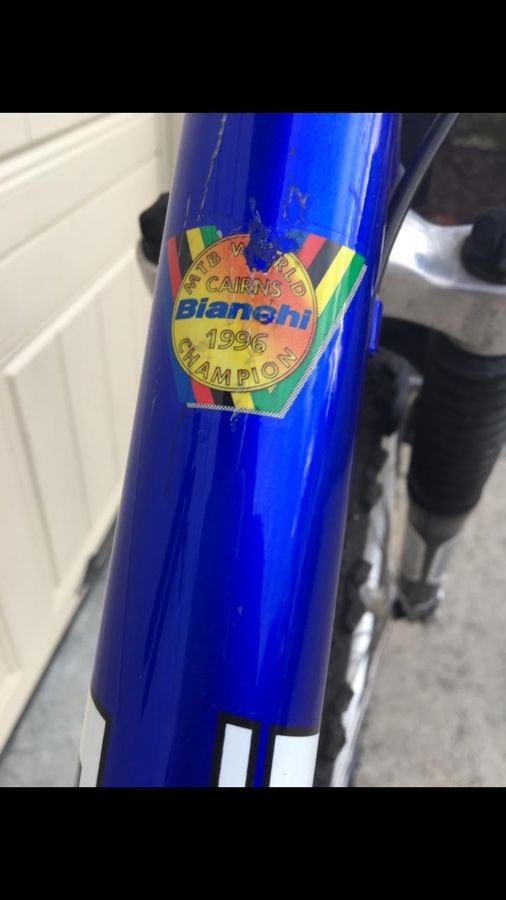 MTB WORLD
CAIRNS
Bianchi
1996
CHAMPION